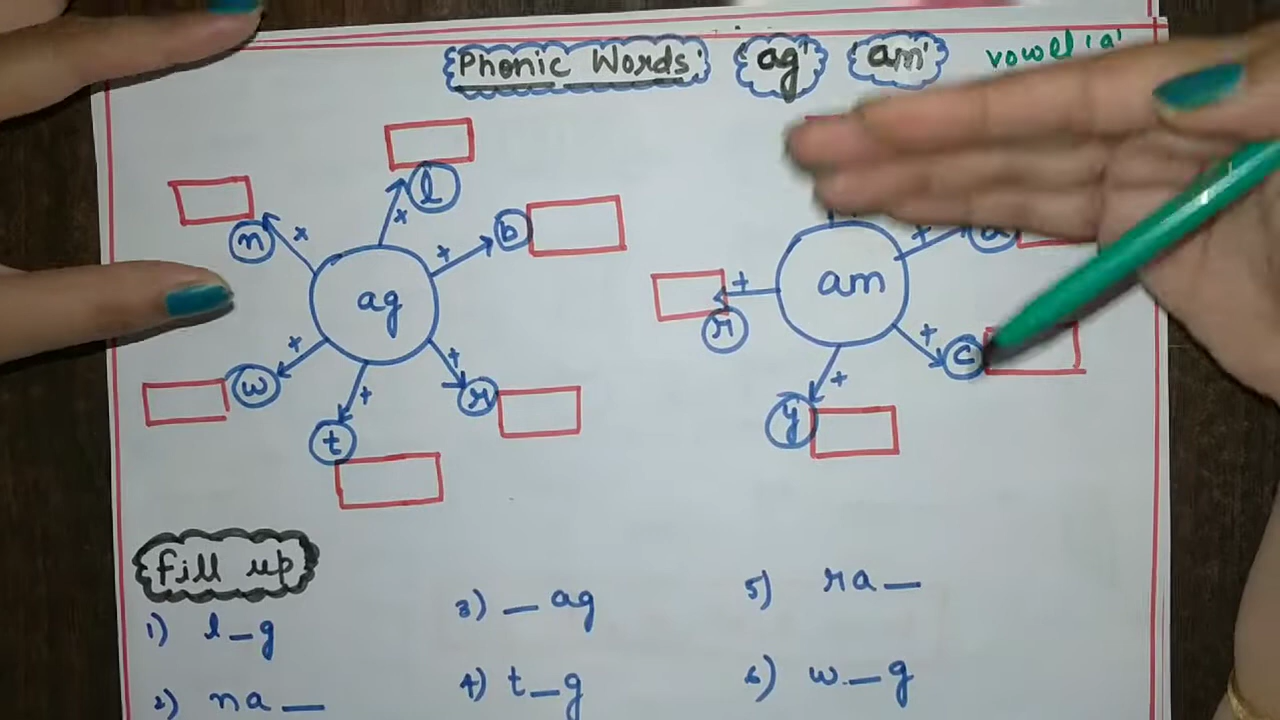 Phonic Words 'ag' 'am' vowel 'a'
l
n
b
ag
w
r
t
am
r
c
y
Fill up
1) l_g
2) na_
3) _ag
4) t_g
5) ra_
6) w_g